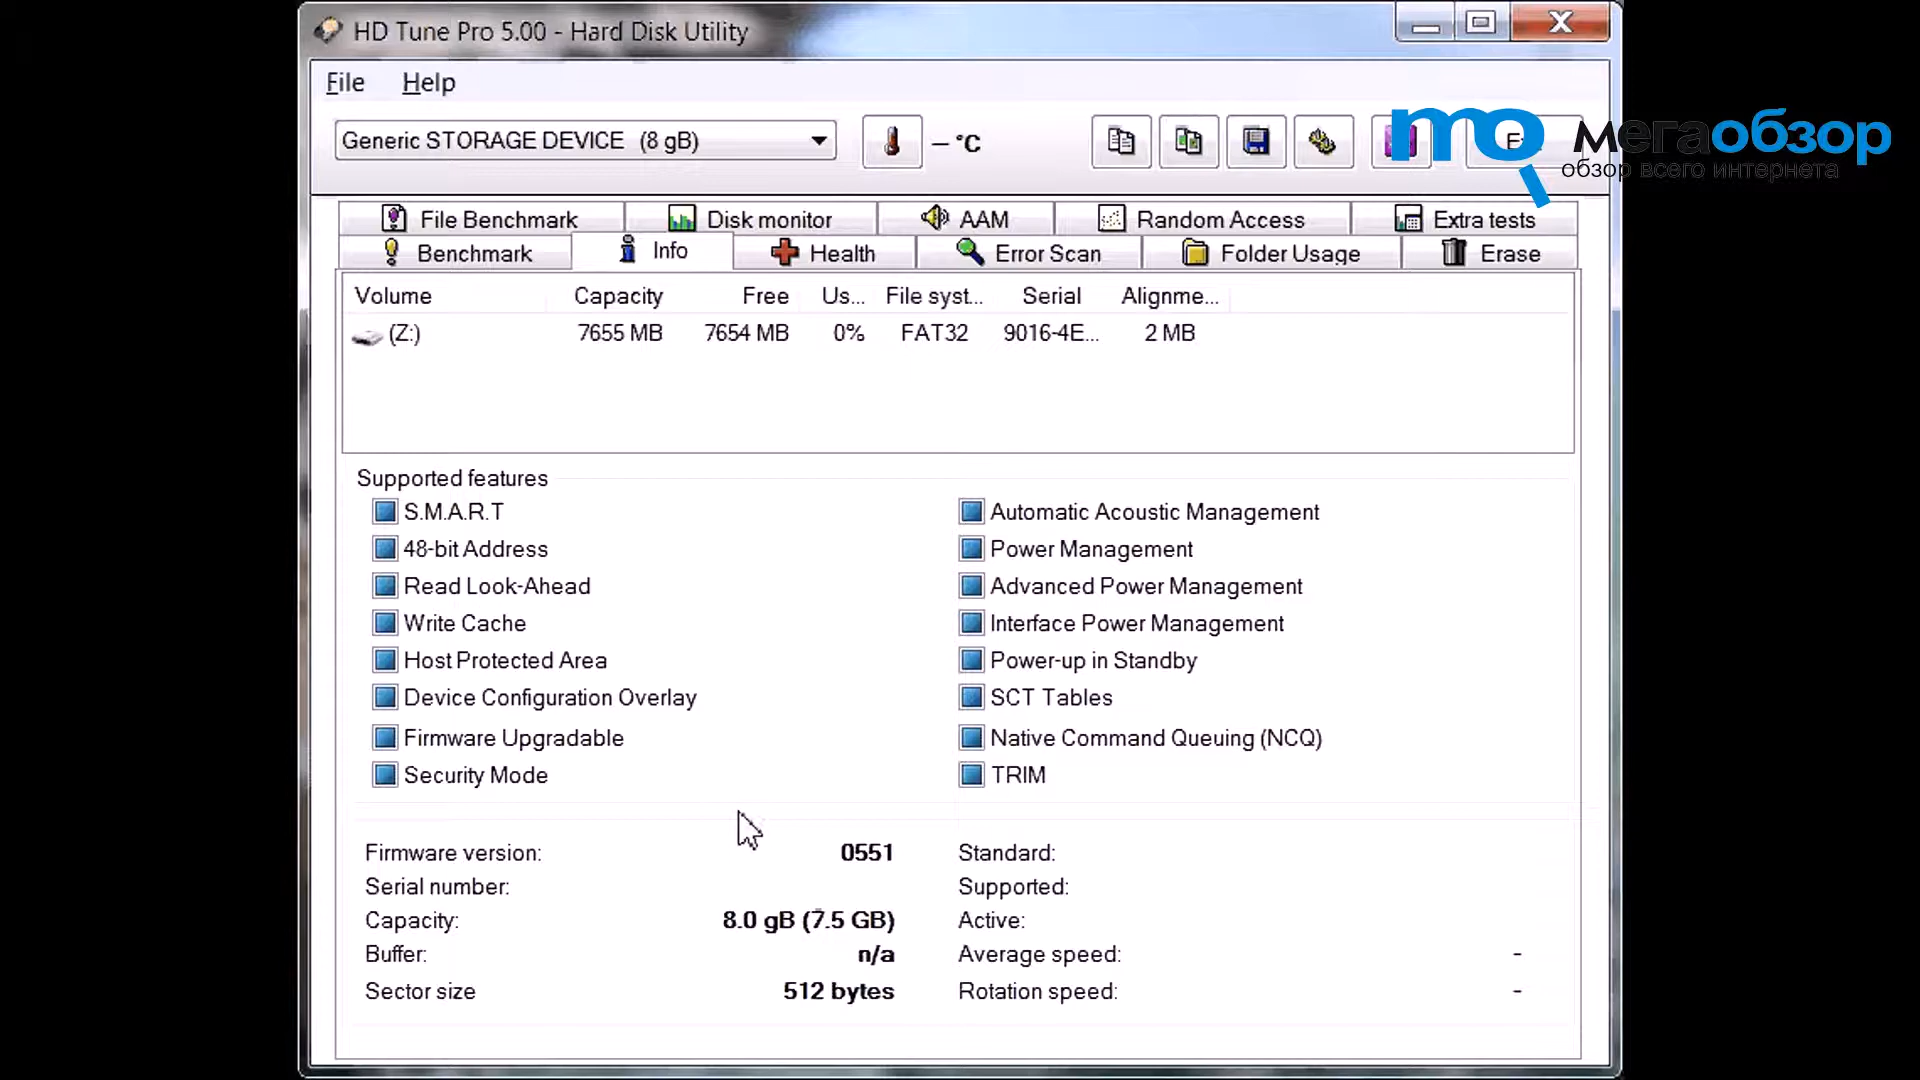 HD Tune Pro 5.00 - Hard Disk Utility
File Help
Generic STORAGE DEVICE (8 gB)
– °C
мегаобзор
обзор всего интернета
File Benchmark Disk monitor AAM Random Access Extra tests
Benchmark Info Health Error Scan Folder Usage Erase
Volume Capacity Free Us... File syst... Serial Alignme...
(Z:) 7655 MB 7654 MB 0% FAT32 9016-4E... 2 MB
Supported features
S.M.A.R.T Automatic Acoustic Management
48-bit Address Power Management
Read Look-Ahead Advanced Power Management
Write Cache Interface Power Management
Host Protected Area Power-up in Standby
Device Configuration Overlay SCT Tables
Firmware Upgradable Native Command Queuing (NCQ)
Security Mode TRIM
Firmware version: 0551 Standard:
Serial number: Supported:
Capacity: 8.0 gB (7.5 GB) Active:
Buffer: n/a Average speed: -
Sector size 512 bytes Rotation speed: -